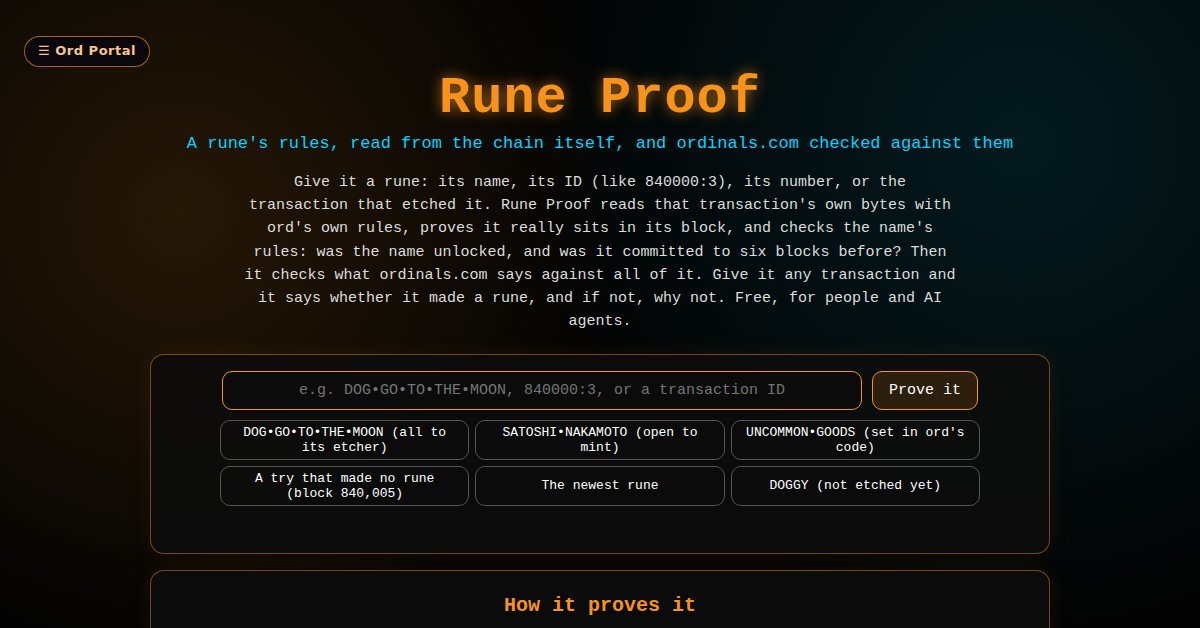 ☰ Ord Portal
Rune Proof
A rune's rules, read from the chain itself, and ordinals.com checked against them
Give it a rune: its name, its ID (like 840000:3), its number, or the
transaction that etched it. Rune Proof reads that transaction's own bytes with
ord's own rules, proves it really sits in its block, and checks the name's
rules: was the name unlocked, and was it committed to six blocks before? Then
it checks what ordinals.com says against all of it. Give it any transaction and
it says whether it made a rune, and if not, why not. Free, for people and AI
agents.
e.g. DOG•GO•TO•THE•MOON, 840000:3, or a transaction ID
Prove it
DOG•GO•TO•THE•MOON (all to
its etcher)
SATOSHI•NAKAMOTO (open to
mint)
UNCOMMON•GOODS (set in ord's
code)
A try that made no rune
(block 840,005)
The newest rune
DOGGY (not etched yet)
How it proves it